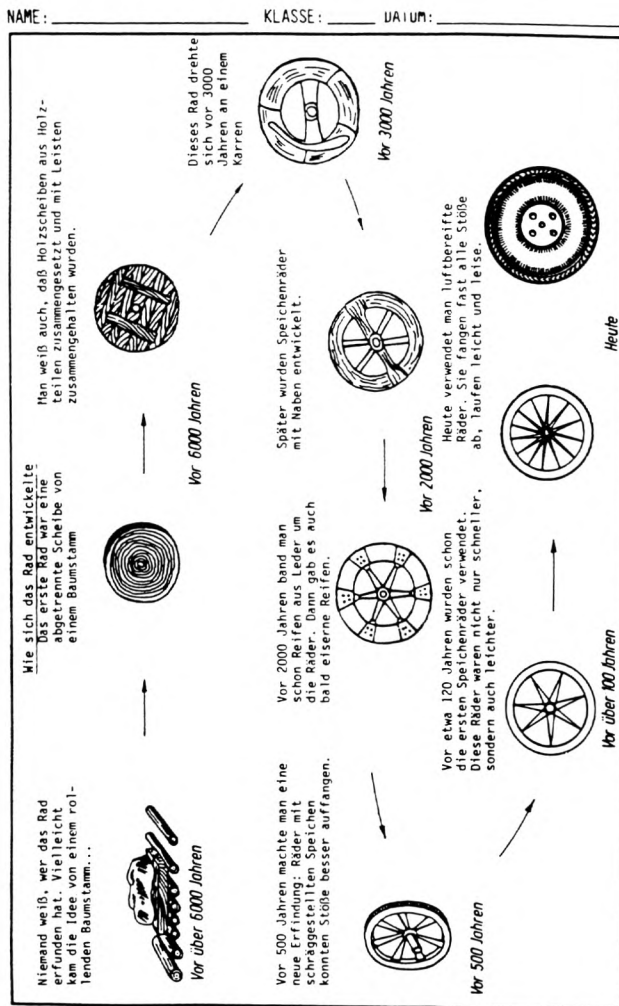 NAME: KLASSE: DATUM:
Wie sich das Rad entwickelte
Niemand weiß, wer das Rad
erfunden hat. Vielleicht
kam die Idee von einem rol-
lenden Baumstamm...
Vor über 6000 Jahren
Das erste Rad war eine
abgetrennte Scheibe von
einem Baumstamm
Man weiß auch, daß Holzscheiben aus Holz-
teilen zusammengesetzt und mit Leisten
zusammengehalten wurden.
Vor 6000 Jahren
Dieses Rad drehte
sich vor 3000
Jahren an einem
Karren
Vor 3000 Jahren
Später wurden Speichenräder
mit Naben entwickelt.
Vor 2000 Jahren
Vor 2000 Jahren band man
schon Reifen aus Leder um
die Räder. Dann gab es auch
bald eiserne Reifen.
Vor 500 Jahren machte man eine
neue Erfindung: Räder mit
schräggestellten Speichen
konnten Stöße besser auffangen.
Vor 500 Jahren
Vor etwa 120 Jahren wurden schon
die ersten Speichenräder verwendet.
Diese Räder waren nicht nur schneller,
sondern auch leichter.
Vor über 100 Jahren
Heute verwendet man luftbereifte
Räder. Sie fangen fast alle Stöße
ab, laufen leicht und leise.
Heute